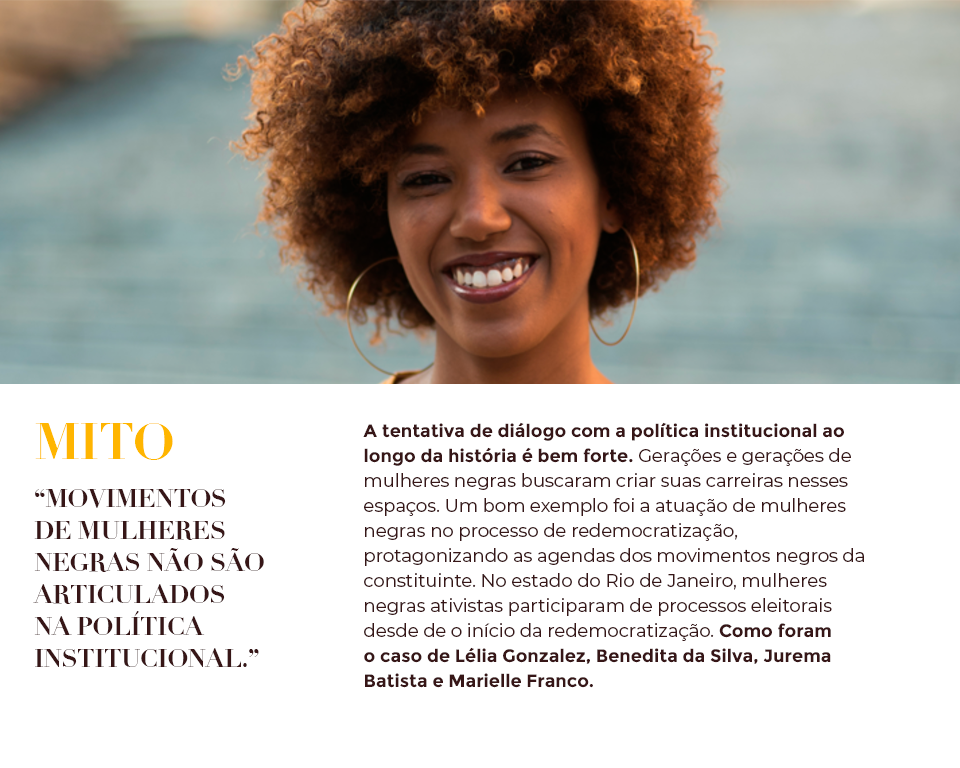 MITO
“MOVIMENTOS
DE MULHERES
NEGRAS NÃO SÃO
ARTICULADOS
NA POLÍTICA
INSTITUCIONAL.”
A tentativa de diálogo com a política institucional ao
longo da história é bem forte. Gerações e gerações de
mulheres negras buscaram criar suas carreiras nesses
espaços. Um bom exemplo foi a atuação de mulheres
negras no processo de redemocratização,
protagonizando as agendas dos movimentos negros da
constituinte. No estado do Rio de Janeiro, mulheres
negras ativistas participaram de processos eleitorais
desde de o início da redemocratização. Como foram
o caso de Lélia Gonzalez, Benedita da Silva, Jurema
Batista e Marielle Franco.